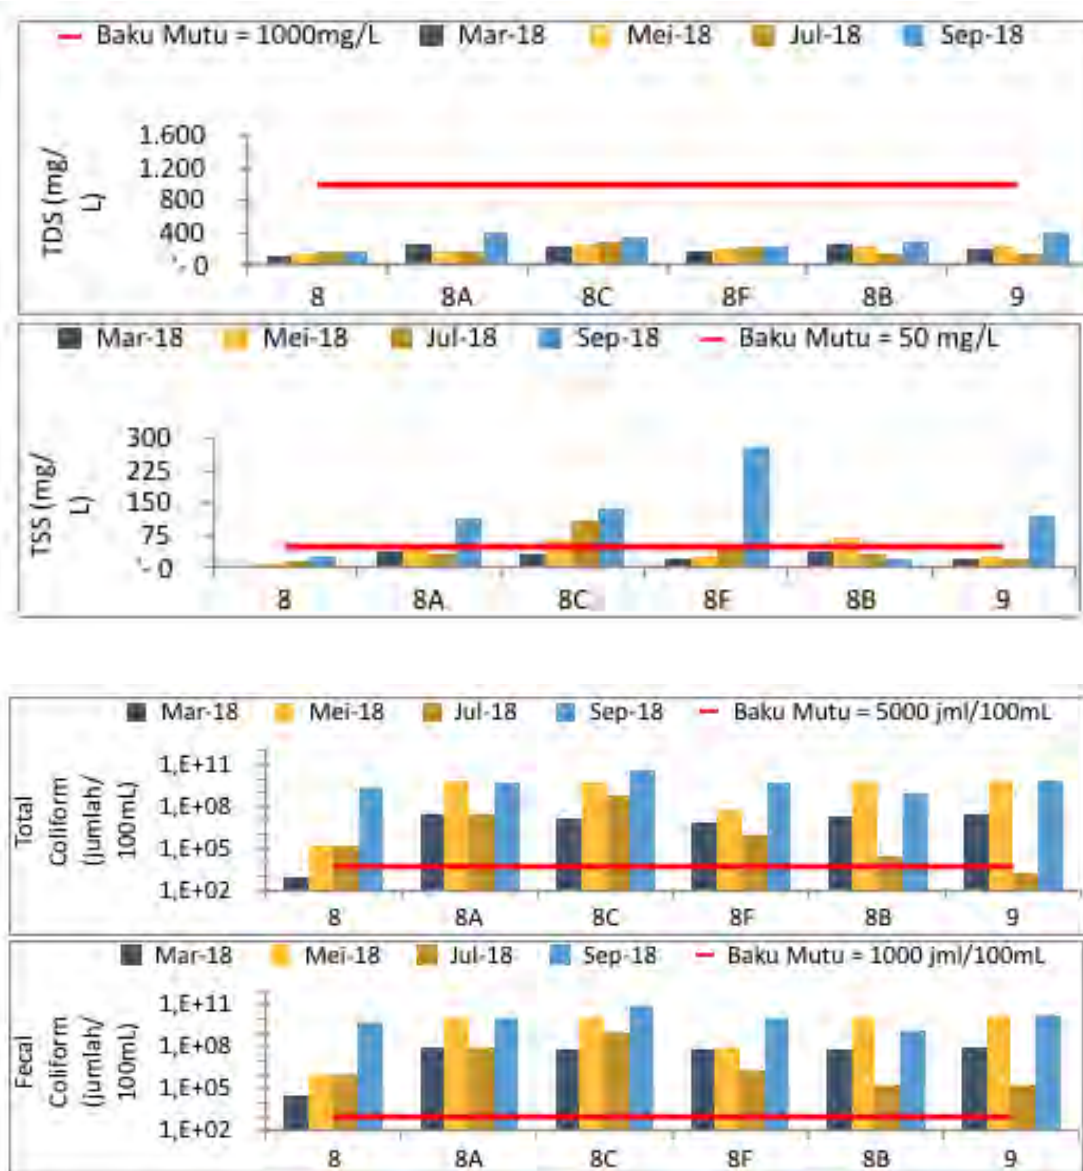 Baku Mutu = 1000mg/L Mar-18 Mei-18 Jul-18 Sep-18
TDS (mg/
L)
1.600
1.200
800
400
'- 0
8 8A 8C 8F 8B 9
Mar-18 Mei-18 Jul-18 Sep-18 Baku Mutu = 50 mg/L
TSS (mg/
L)
300
225
150
75
'- 0
8 8A 8C 8F 8B 9
Mar-18 Mei-18 Jul-18 Sep-18 Baku Mutu = 5000 jml/100mL
Total
Coliform
(jumlah/
100mL)
1,E+11
1,E+08
1,E+05
1,E+02
8 8A 8C 8F 8B 9
Mar-18 Mei-18 Jul-18 Sep-18 Baku Mutu = 1000 jml/100mL
Fecal
Coliform
(jumlah/
100mL)
1,E+11
1,E+08
1,E+05
1,E+02
8 8A 8C 8F 8B 9